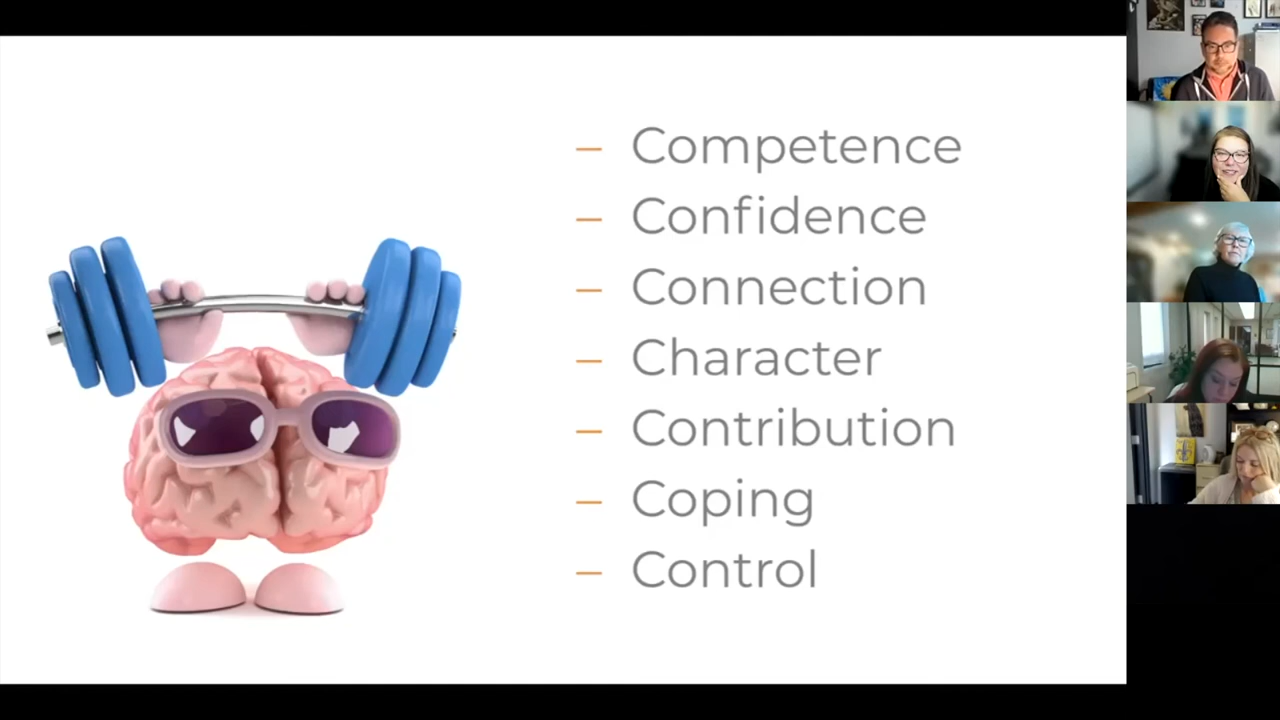 – Competence
– Confidence
– Connection
– Character
– Contribution
– Coping
– Control